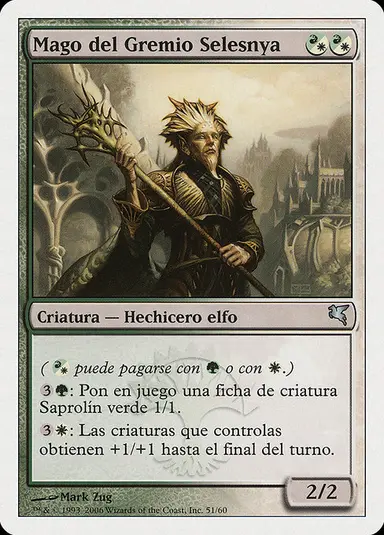 Mago del Gremio Selesnya
Criatura — Hechicero elfo
( puede pagarse con o con .)
3: Pon en juego una ficha de criatura
Saprolín verde 1/1.
3: Las criaturas que controlas
obtienen +1/+1 hasta el final del turno.
Mark Zug
™ & © 1993–2006 Wizards of the Coast, Inc. 51/60
2/2